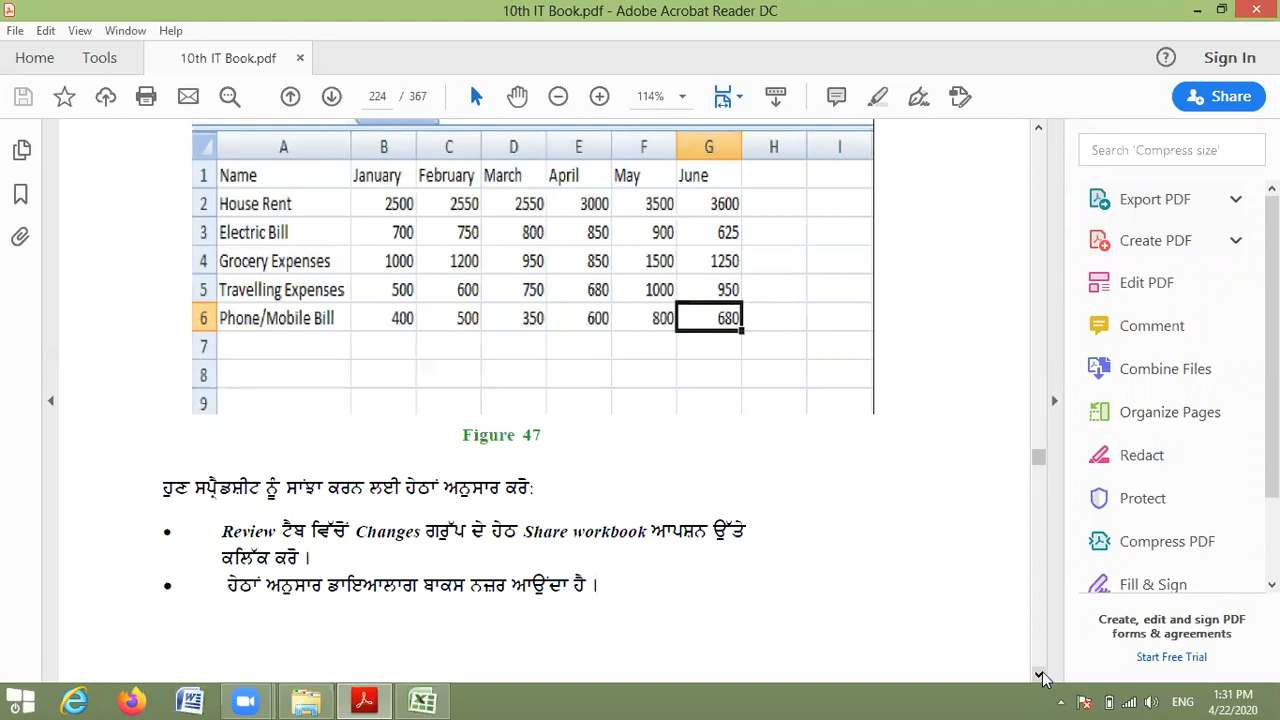 10th IT Book.pdf - Adobe Acrobat Reader DC
File Edit View Window Help
Home Tools 10th IT Book.pdf × Sign In
224 / 367 114% Share
A B C D E F G H I
1 Name January February March April May June
2 House Rent 2500 2550 2550 3000 3500 3600
3 Electric Bill 700 750 800 850 900 625
4 Grocery Expenses 1000 1200 950 850 1500 1250
5 Travelling Expenses 500 600 750 680 1000 950
6 Phone/Mobile Bill 400 500 350 600 800 680
7
8
9
Figure 47
ਹੁਣ ਸਪ੍ਰੈਡਸ਼ੀਟ ਨੂੰ ਸਾਂਝਾ ਕਰਨ ਲਈ ਹੇਠਾਂ ਅਨੁਸਾਰ ਕਰੋ:
• Review ਟੈਬ ਵਿੱਚੋਂ Changes ਗਰੁੱਪ ਦੇ ਹੇਠ Share workbook ਆਪਸ਼ਨ ਉੱਤੇ
ਕਲਿੱਕ ਕਰੋ ।
• ਹੇਠਾਂ ਅਨੁਸਾਰ ਡਾਇਆਲਾਗ ਬਾਕਸ ਨਜ਼ਰ ਆਉਂਦਾ ਹੈ ।
Search 'Compress size'
Export PDF
Create PDF
Edit PDF
Comment
Combine Files
Organize Pages
Redact
Protect
Compress PDF
Fill & Sign
Create, edit and sign PDF
forms & agreements
Start Free Trial
ENG
1:31 PM
4/22/2020